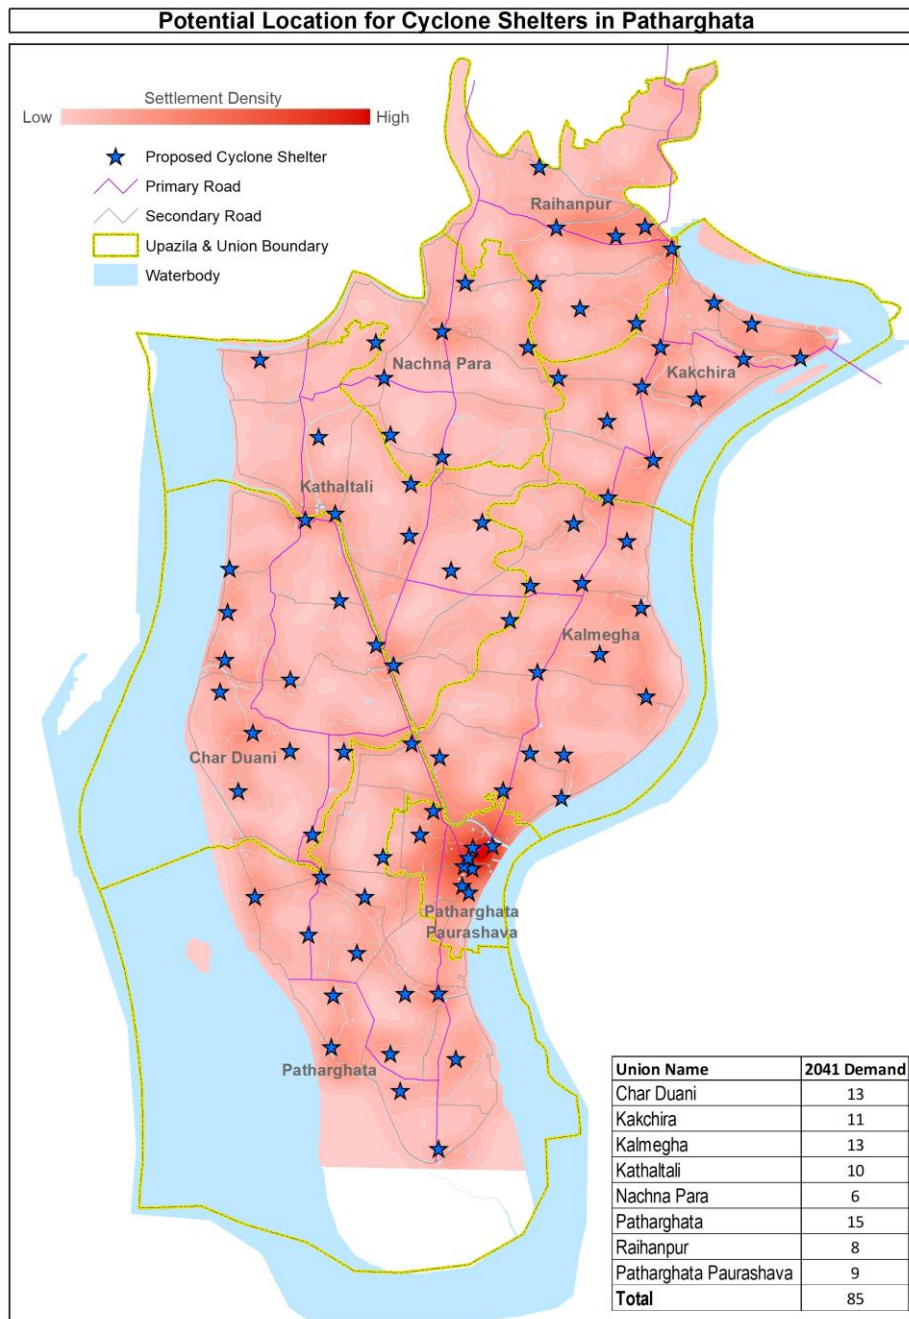 Potential Location for Cyclone Shelters in Patharghata
Settlement Density
Low High
Proposed Cyclone Shelter
Primary Road
Secondary Road
Upazila & Union Boundary
Waterbody
Raihanpur
Nachna Para
Kakchira
Kathaltali
Kalmegha
Char Duani
Patharghata
Paurashava
Patharghata
Union Name 2041 Demand
Char Duani 13
Kakchira 11
Kalmegha 13
Kathaltali 10
Nachna Para 6
Patharghata 15
Raihanpur 8
Patharghata Paurashava 9
Total 85